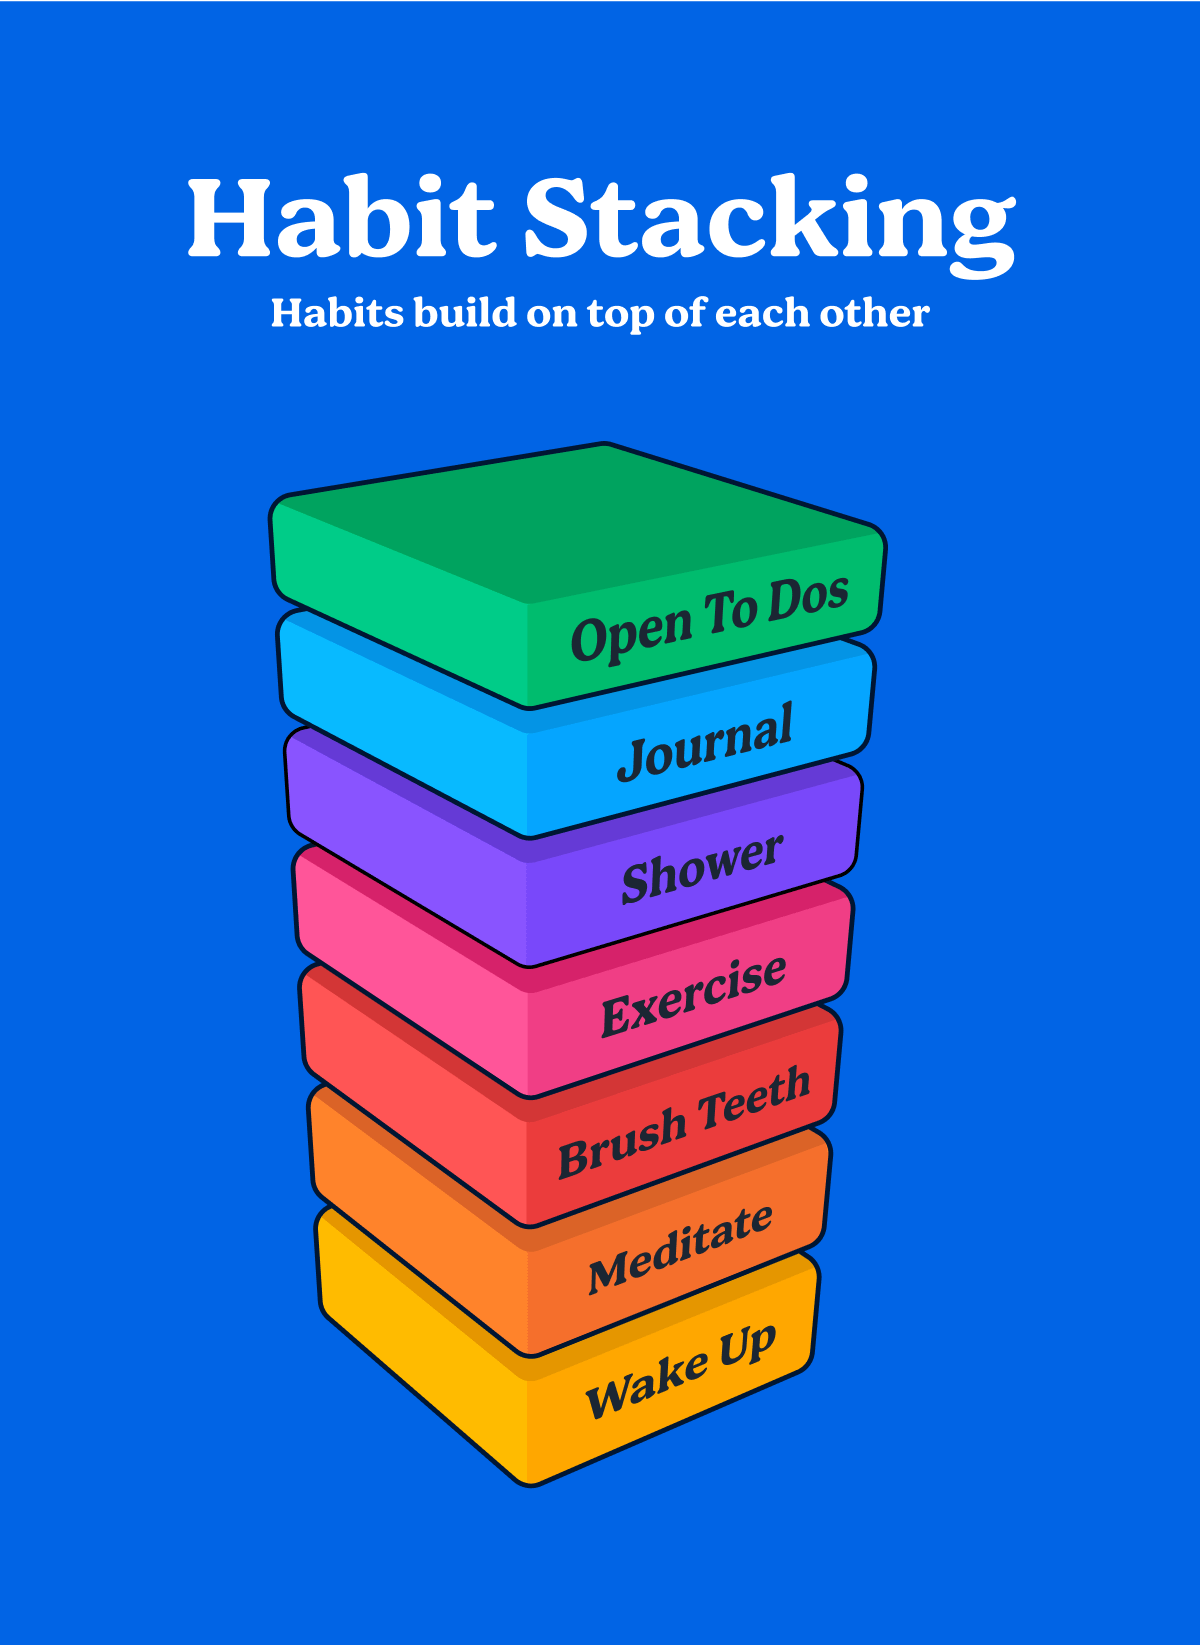 Habit Stacking
Habits build on top of each other
Open To Dos
Journal
Shower
Exercise
Brush Teeth
Meditate
Wake Up